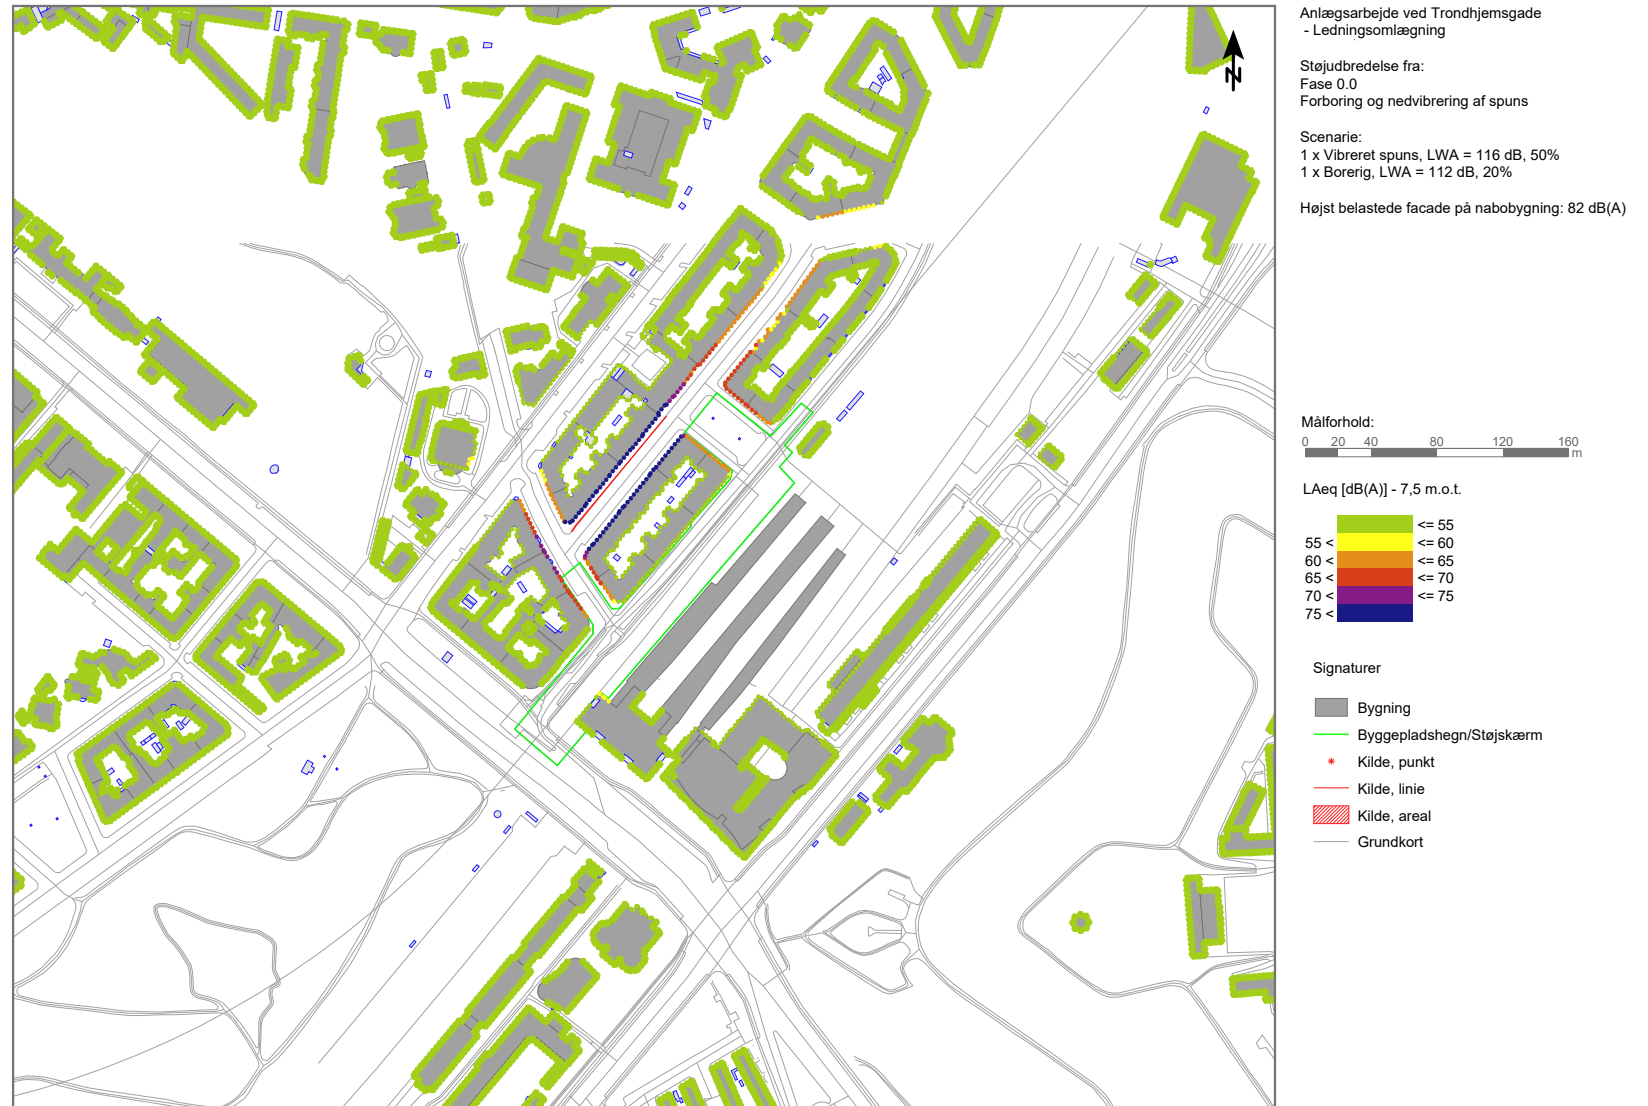 Anlægsarbejde ved Trondhjemsgade
- Ledningsomlægning
Støjudbredelse fra:
Fase 0.0
Forboring og nedvibrering af spuns
Scenarie:
1 x Vibreret spuns, LWA = 116 dB, 50%
1 x Borerig, LWA = 112 dB, 20%
Højst belastede facade på nabobygning: 82 dB(A)
N
Målforhold:
0 20 40 80 120 160
m
LAeq [dB(A)] - 7,5 m.o.t.
<= 55
55 < <= 60
60 < <= 65
65 < <= 70
70 < <= 75
75 <
Signaturer
Bygning
Byggepladshegn/Støjskærm
Kilde, punkt
Kilde, linie
Kilde, areal
Grundkort